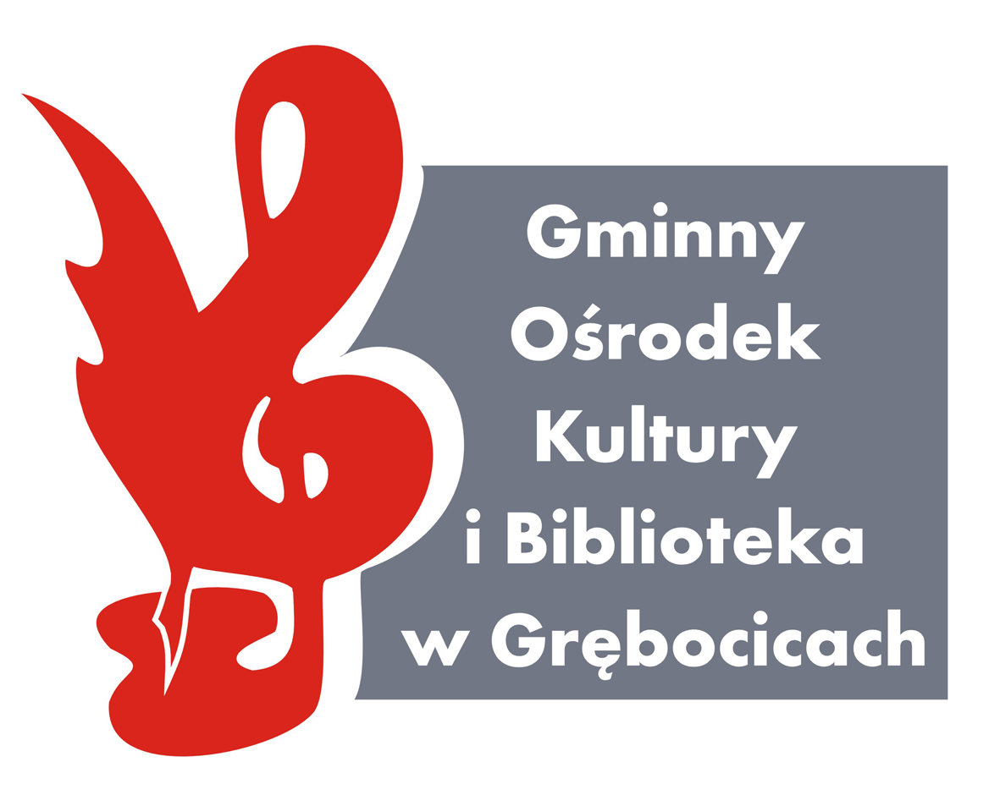 Gminny
Ośrodek
Kultury
i Biblioteka
w Grębocicach